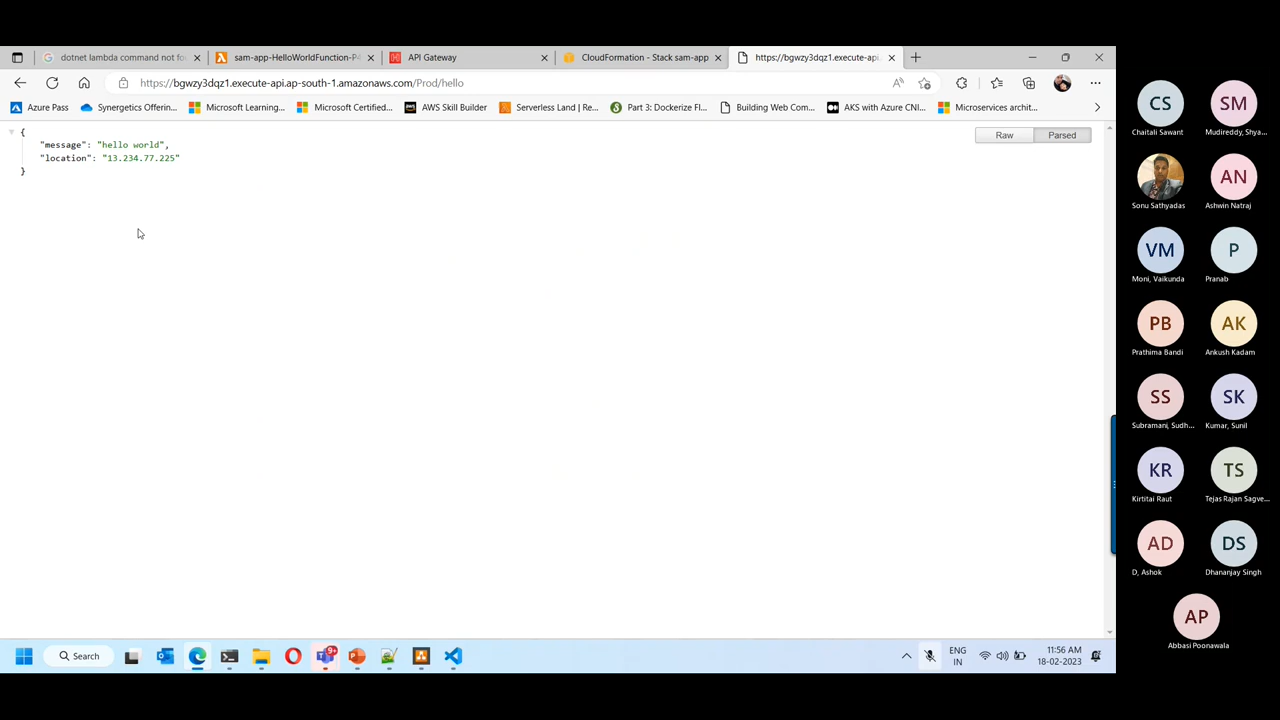 dotnet lambda command not fo
sam-app-HelloWorldFunction-P4
API Gateway
CloudFormation - Stack sam-app
https://bgwzy3dqz1.execute-api.
https://bgwzy3dqz1.execute-api.ap-south-1.amazonaws.com/Prod/hello
Azure Pass
Synergetics Offerin...
Microsoft Learning...
Microsoft Certified...
AWS Skill Builder
Serverless Land | Re...
Part 3: Dockerize Fl...
Building Web Com...
AKS with Azure CNI...
Microservices archit...
{
"message": "hello world",
"location": "13.234.77.225"
}
Raw
Parsed
CS
Chaitali Sawant
SM
Mudireddy, Shya...
Sonu Sathyadas
AN
Ashwin Natraj
VM
Moni, Vaikunda
P
Pranab
PB
Prathima Bandi
AK
Ankush Kadam
SS
Subramani, Sudh...
SK
Kumar, Sunil
KR
Kirtitai Raut
TS
Tejas Rajan Sagve...
AD
D, Ashok
DS
Dhananjay Singh
AP
Abbasi Poonawala
Search
9+
ENG
IN
11:56 AM
18-02-2023